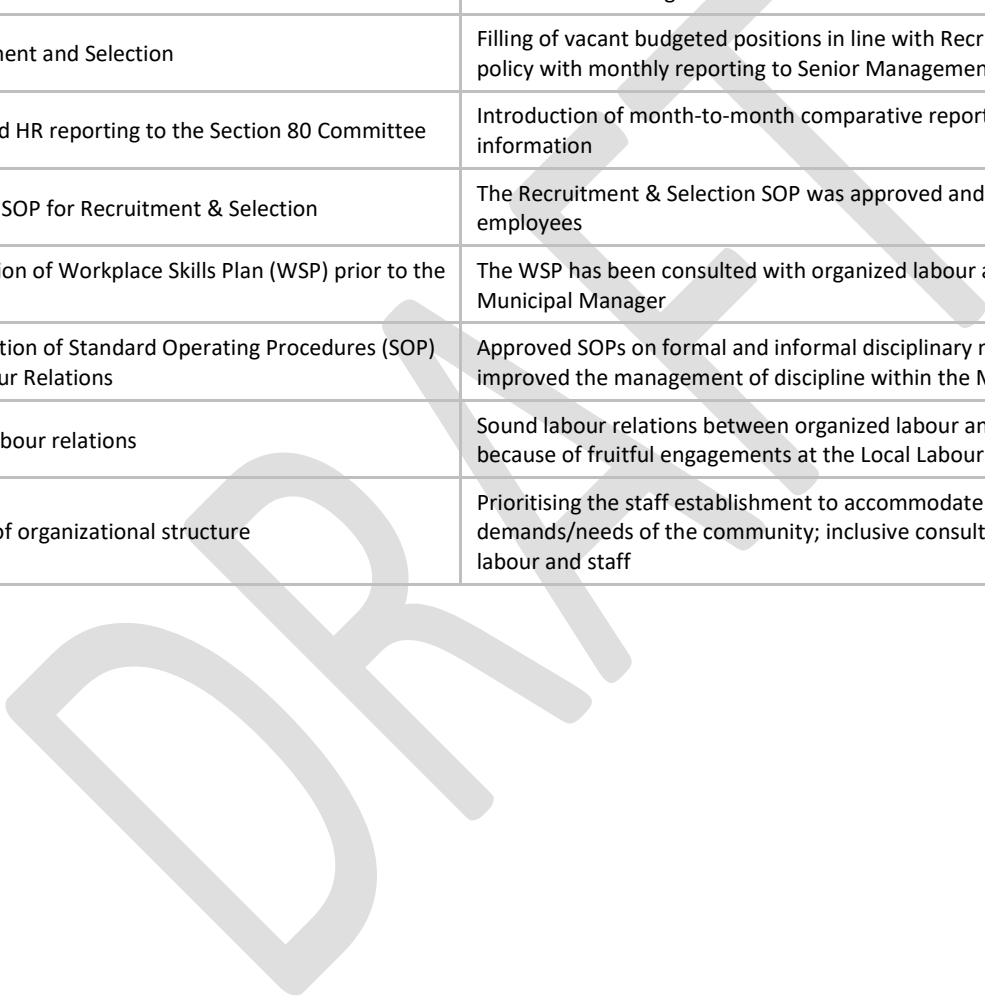 ment and Selection
Filling of vacant budgeted positions in line with Recr
policy with monthly reporting to Senior Managemen
d HR reporting to the Section 80 Committee
Introduction of month-to-month comparative report
information
SOP for Recruitment & Selection
The Recruitment & Selection SOP was approved and
employees
ion of Workplace Skills Plan (WSP) prior to the
The WSP has been consulted with organized labour a
Municipal Manager
tion of Standard Operating Procedures (SOP)
ur Relations
Approved SOPs on formal and informal disciplinary
improved the management of discipline within the M
bour relations
Sound labour relations between organized labour an
because of fruitful engagements at the Local Labour
of organizational structure
Prioritising the staff establishment to accommodate
demands/needs of the community; inclusive consult
labour and staff
DRAFT